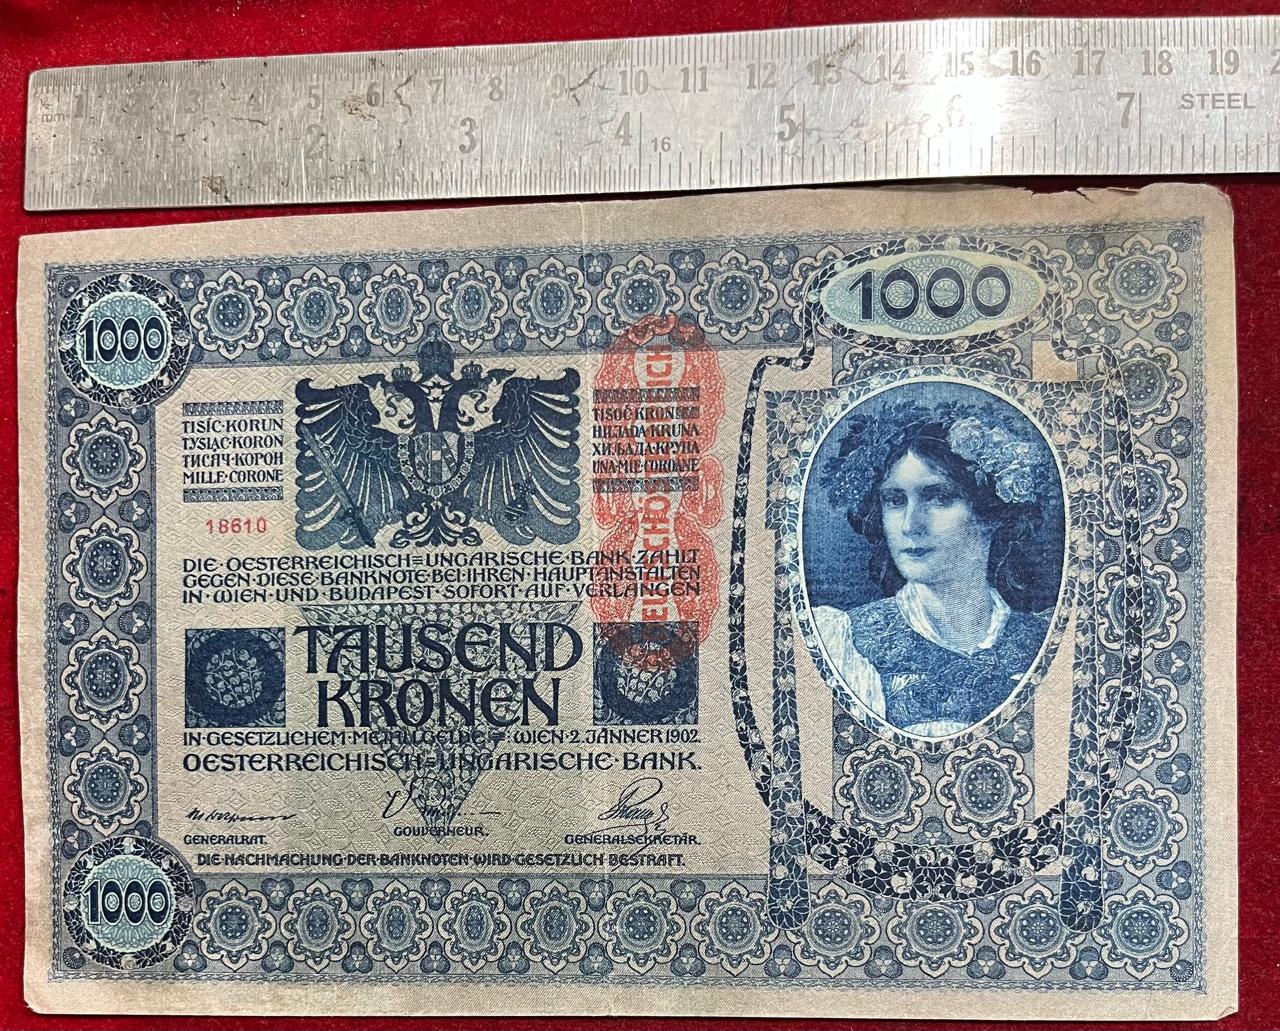 mm 1 2 3 4 5 6 7 8 9 10 11 12 13 14 15 16 17 18 19
2 3 4 16 5 6 7 STEEL
1000
1000
TISÍC·KORUN
TYSIĄC·KORON
ТИСЯЧ·КОРОН
MILLE·CORONE
TISOČ KRON
HILJADA·KRUNA
ХИЉАДА·КРУНА
UNA·MIE·COROANE
18610
DEUTSCHÖSTERREICH
DIE·OESTERREICHISCH=UNGARISCHE·BANK·ZAHLT
GEGEN·DIESE·BANKNOTE·BEI·IHREN·HAUPTANSTALTEN
IN·WIEN·UND·BUDAPEST·SOFORT·AUF·VERLANGEN
TAUSEND
KRONEN
IN·GESETZLICHEM·METALLGELDE=·WIEN·2·JÄNNER 1902.
OESTERREICHISCH=UNGARISCHE·BANK.
GENERALRAT.
GOUVERNEUR.
GENERALSEKRETÄR.
DIE·NACHMACHUNG·DER·BANKNOTEN·WIRD·GESETZLICH BESTRAFT.
1000